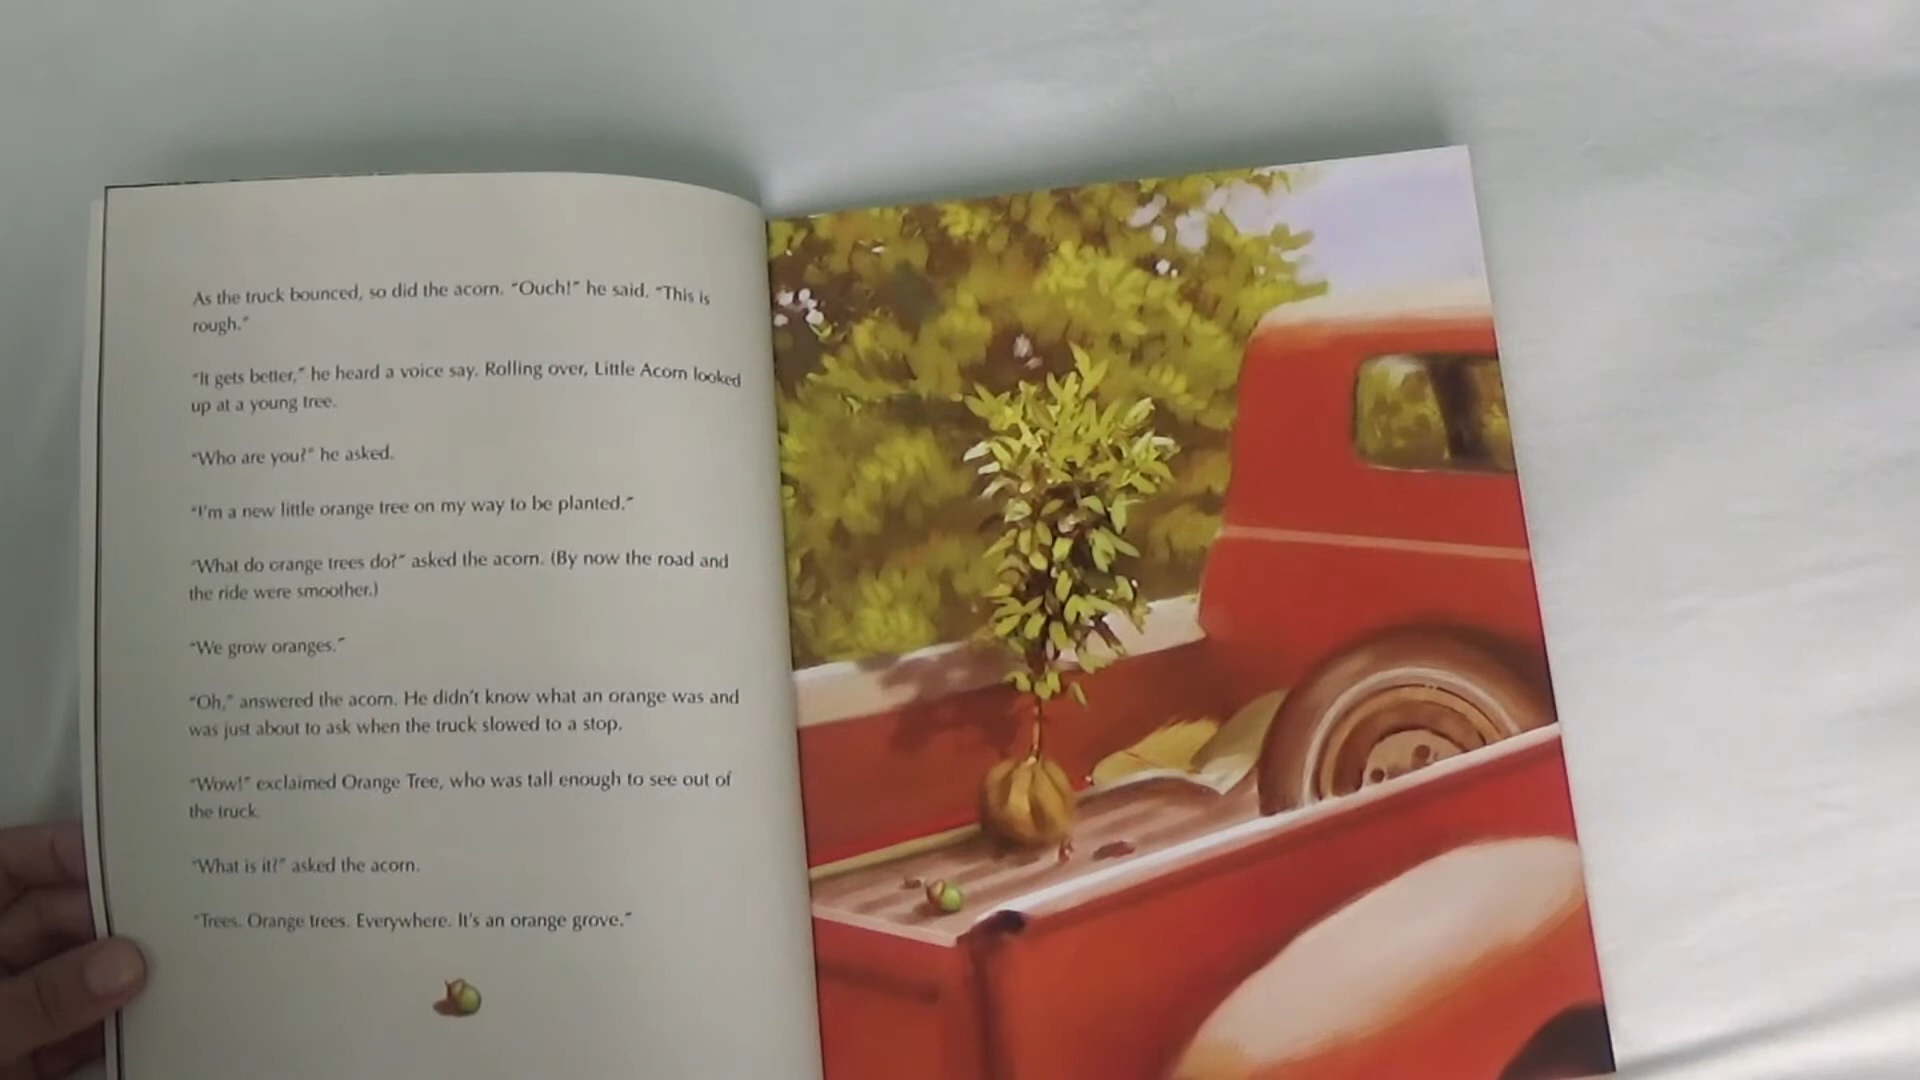 As the truck bounced, so did the acorn. “Ouch!” he said. “This is
rough.”
“It gets better,” he heard a voice say. Rolling over, Little Acorn looked
up at a young tree.
“Who are you?” he asked.
“I’m a new little orange tree on my way to be planted.”
“What do orange trees do?” asked the acorn. (By now the road and
the ride were smoother.)
“We grow oranges.”
“Oh,” answered the acorn. He didn’t know what an orange was and
was just about to ask when the truck slowed to a stop.
“Wow!” exclaimed Orange Tree, who was tall enough to see out of
the truck.
“What is it?” asked the acorn.
“Trees. Orange trees. Everywhere. It’s an orange grove.”